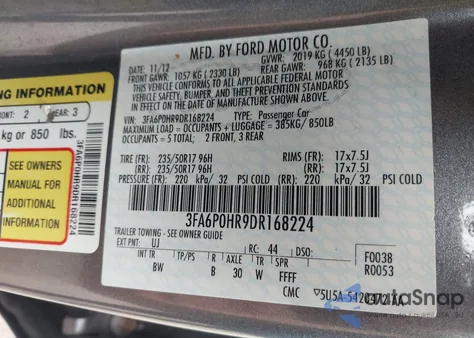 NG INFORMATION
FRONT: 2 REAR: 3
kg or 850 lbs.
SEE OWNERS
MANUAL FOR
ADDITIONAL
INFORMATION
3FA6P0HR9DR168224
MFD. BY FORD MOTOR CO.
DATE: 11/12 GVWR: 2019 KG ( 4450 LB)
FRONT GAWR: 1057 KG ( 2330 LB) REAR GAWR: 968 KG ( 2135 LB)
THIS VEHICLE CONFORMS TO ALL APPLICABLE FEDERAL MOTOR
VEHICLE SAFETY, BUMPER, AND THEFT PREVENTION STANDARDS
IN EFFECT ON THE DATE OF MANUFACTURE SHOWN ABOVE.
VIN: 3FA6P0HR9DR168224 TYPE: Passenger Car
MAXIMUM LOAD = OCCUPANTS + LUGGAGE = 385KG/850LB
OCCUPANTS = 5 TOTAL: 2 FRONT, 3 REAR
TIRE (FR) : 235/50R17 96H RIMS (FR) : 17x7.5J
(RR) : 235/50R17 96H (RR) : 17x7.5J
PRESSURE (FR) : 220 kPa/ 32 PSI COLD (RR) : 220 kPa/ 32 PSI COLD
3FA6P0HR9DR168224
TRAILER TOWING - SEE OWNER GUIDE
EXT PNT: UJ RC: 44 DSO: F0038
R0053
INT TR TP/PS R AXLE TR SPR
BW B 30 W FFFF
CMC
AutoSnap